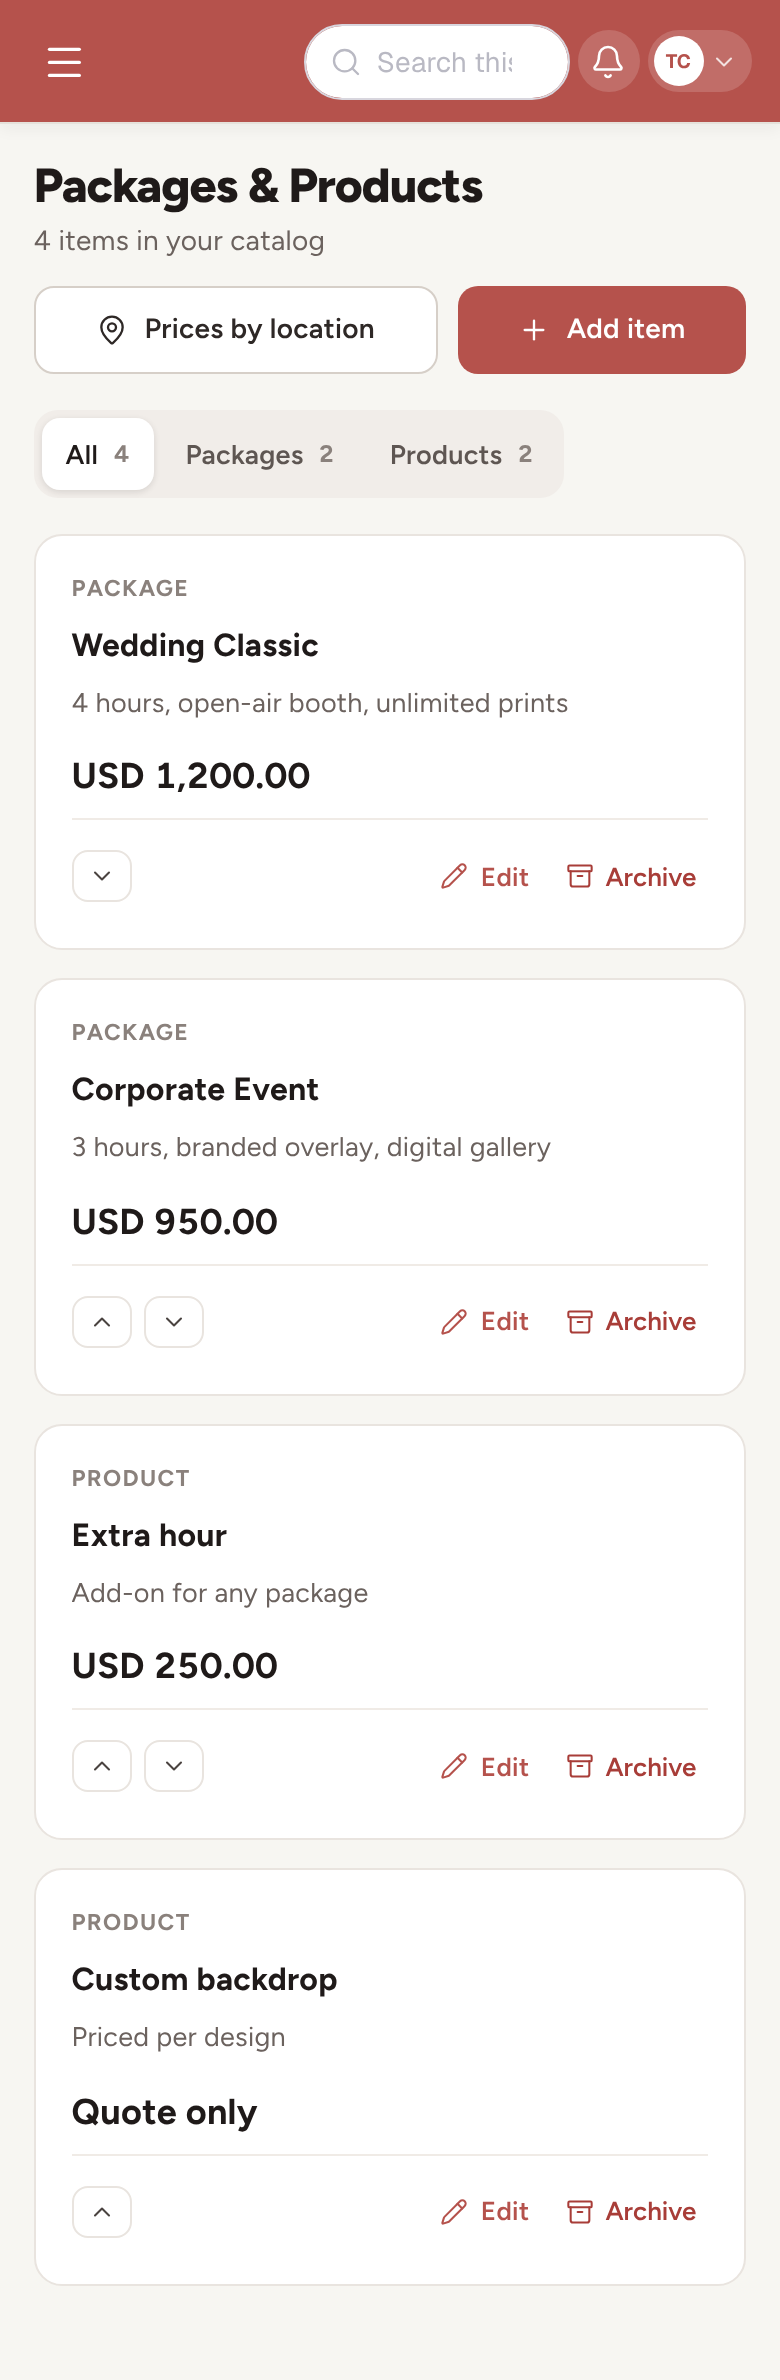 Search this
TC
Packages & Products
4 items in your catalog
Prices by location
Add item
All 4
Packages 2
Products 2
PACKAGE
Wedding Classic
4 hours, open-air booth, unlimited prints
USD 1,200.00
Edit
Archive
PACKAGE
Corporate Event
3 hours, branded overlay, digital gallery
USD 950.00
Edit
Archive
PRODUCT
Extra hour
Add-on for any package
USD 250.00
Edit
Archive
PRODUCT
Custom backdrop
Priced per design
Quote only
Edit
Archive